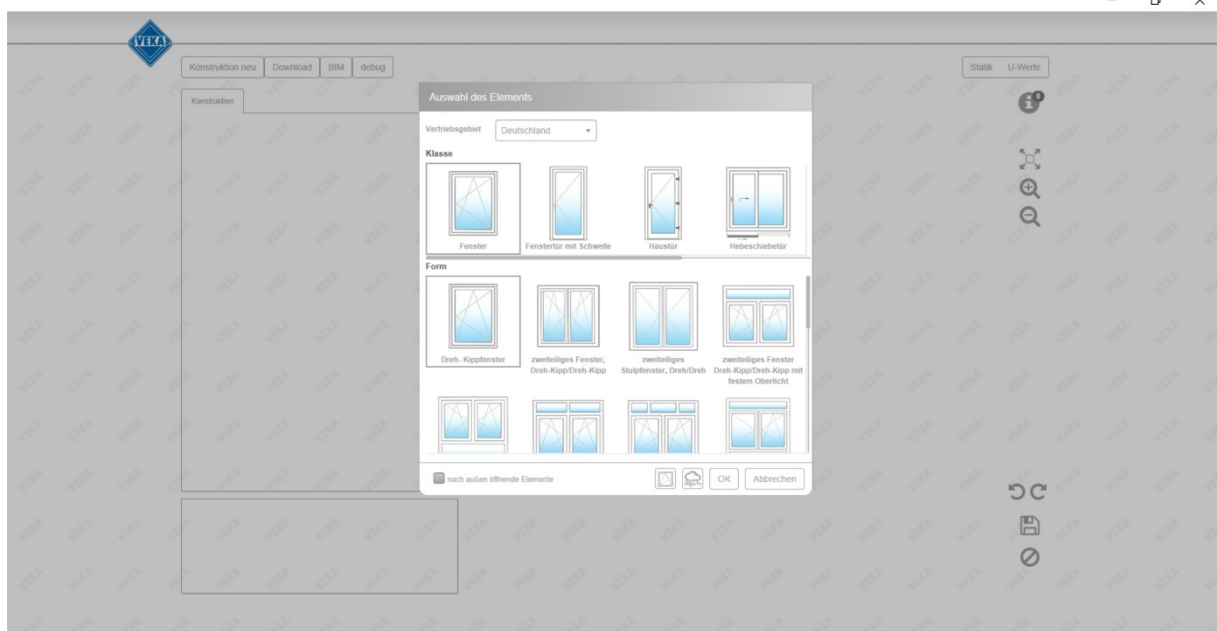 VEKA
Konstruktion neu Download BIM debug
Statik U-Werte
Konstruktion
Auswahl des Elements
Vertriebsgebiet Deutschland
Klasse
Fenster Fenstertür mit Schwelle Haustür Hebeschiebetür
Form
Dreh- Kippfenster
zweiteiliges Fenster,
Dreh-Kipp/Dreh-Kipp
zweiteiliges
Stulpfenster, Dreh/Dreh
zweiteiliges Fenster
Dreh-Kipp/Dreh-Kipp mit
festem Oberlicht
nach außen öffnende Elemente
OK Abbrechen